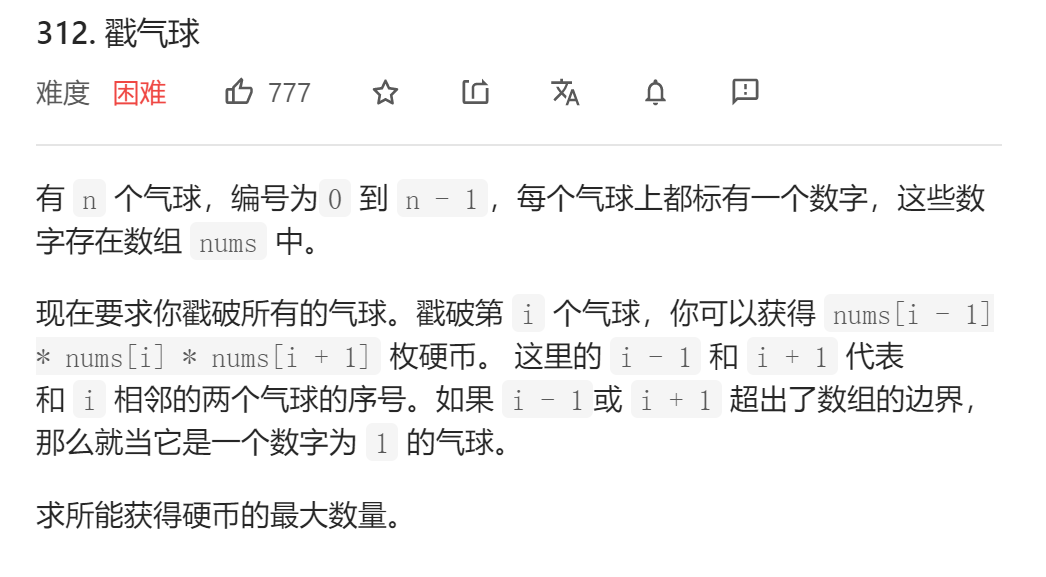 312. 戳气球
难度 困难 777
有 n 个气球，编号为 0 到 n - 1，每个气球上都标有一个数字，这些数
字存在数组 nums 中。
现在要求你戳破所有的气球。戳破第 i 个气球，你可以获得 nums[i - 1]
* nums[i] * nums[i + 1] 枚硬币。 这里的 i - 1 和 i + 1 代表
和 i 相邻的两个气球的序号。如果 i - 1或 i + 1 超出了数组的边界，
那么就当它是一个数字为 1 的气球。
求所能获得硬币的最大数量。